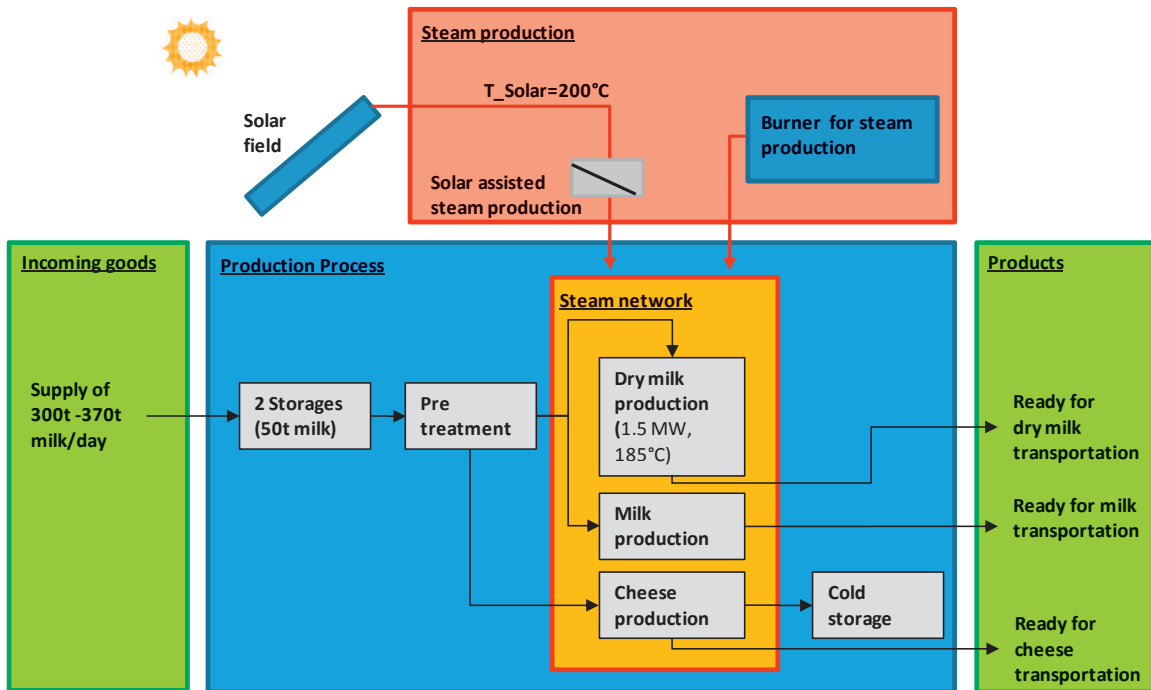 Steam production
T_Solar=200°C
Solar
field
Burner for steam
production
Solar assisted
steam production
Incoming goods
Production Process
Products
Steam network
Supply of
300t -370t
milk/day
2 Storages
(50t milk)
Pre
treatment
Dry milk
production
(1.5 MW,
185°C)
Ready for
dry milk
transportation
Milk
production
Ready for milk
transportation
Cheese
production
Cold
storage
Ready for
cheese
transportation